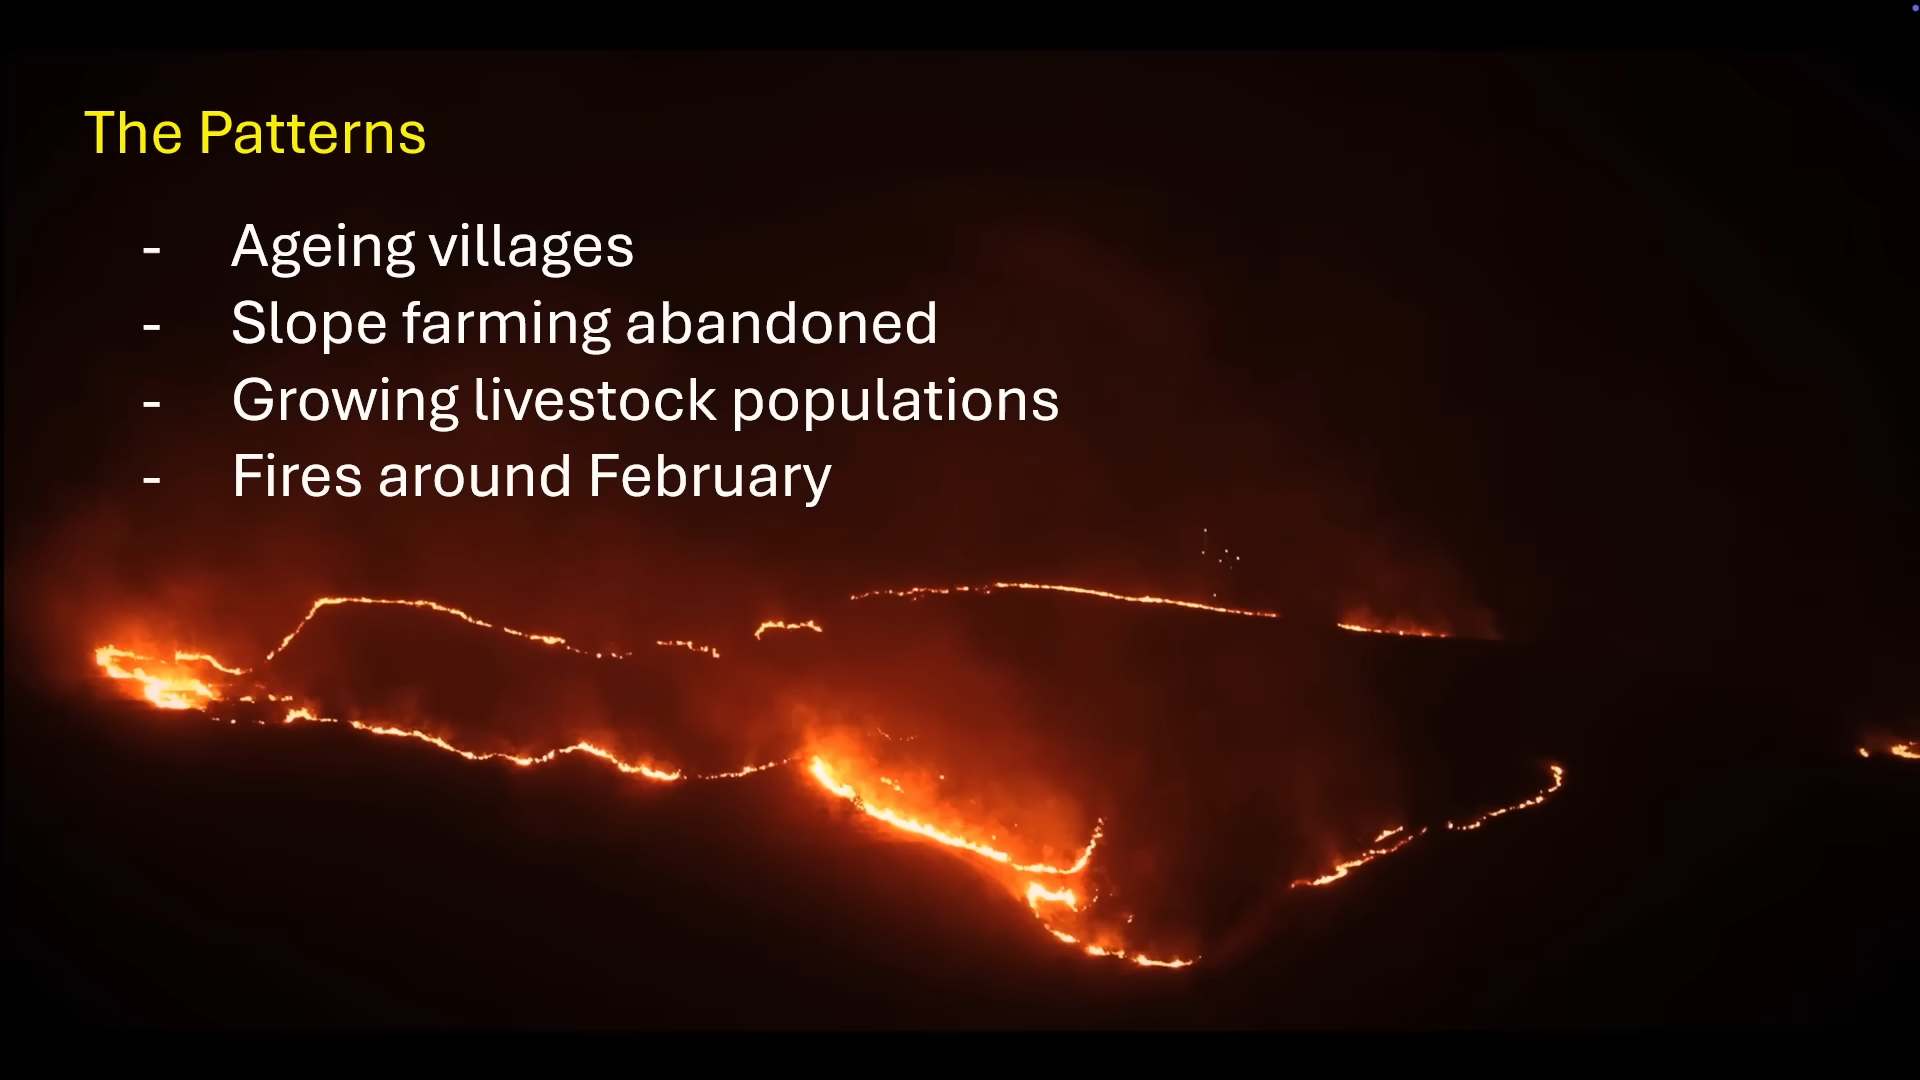 The Patterns
- Ageing villages
- Slope farming abandoned
- Growing livestock populations
- Fires around February